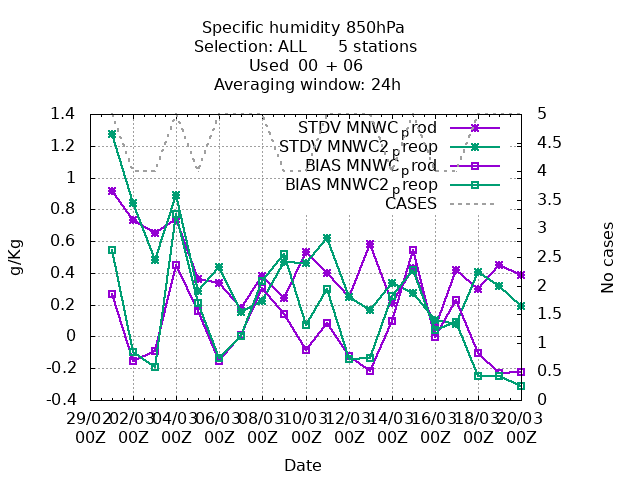 Specific humidity 850hPa
Selection: ALL 5 stations
Used 00 + 06
Averaging window: 24h
STDV MNWC_prod
STDV MNWC2_preop
BIAS MNWC_prod
BIAS MNWC2_preop
CASES
1.4
1.2
1
0.8
0.6
0.4
0.2
0
-0.2
-0.4
g/Kg
5
4.5
4
3.5
3
2.5
2
1.5
1
0.5
0
No cases
29/02 02/03 04/03 06/03 08/03 10/03 12/03 14/03 16/03 18/03 20/03
00Z 00Z 00Z 00Z 00Z 00Z 00Z 00Z 00Z 00Z 00Z
Date